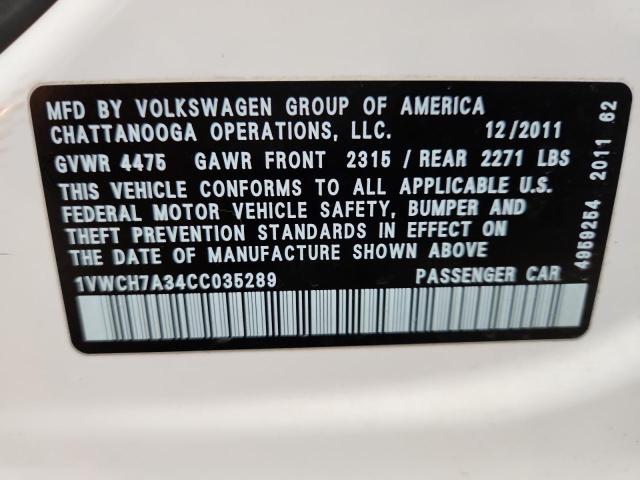 MFD BY VOLKSWAGEN GROUP OF AMERICA
CHATTANOOGA OPERATIONS, LLC. 12/2011
GVWR 4475 GAWR FRONT 2315 / REAR 2271 LBS
THIS VEHICLE CONFORMS TO ALL APPLICABLE U.S.
FEDERAL MOTOR VEHICLE SAFETY, BUMPER AND
THEFT PREVENTION STANDARDS IN EFFECT ON
THE DATE OF MANUFACTURE SHOWN ABOVE
1VWCH7A34CC035289 PASSENGER CAR
4959254 2011 62